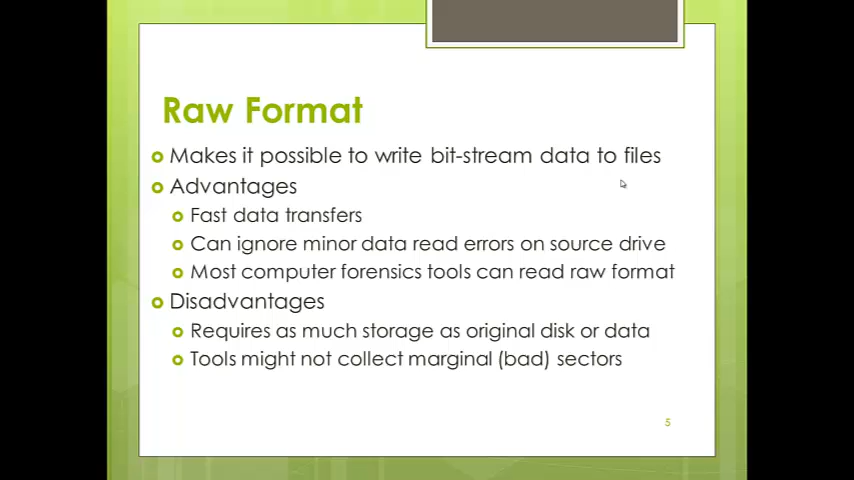 Raw Format
Makes it possible to write bit-stream data to files
Advantages
Fast data transfers
Can ignore minor data read errors on source drive
Most computer forensics tools can read raw format
Disadvantages
Requires as much storage as original disk or data
Tools might not collect marginal (bad) sectors
5